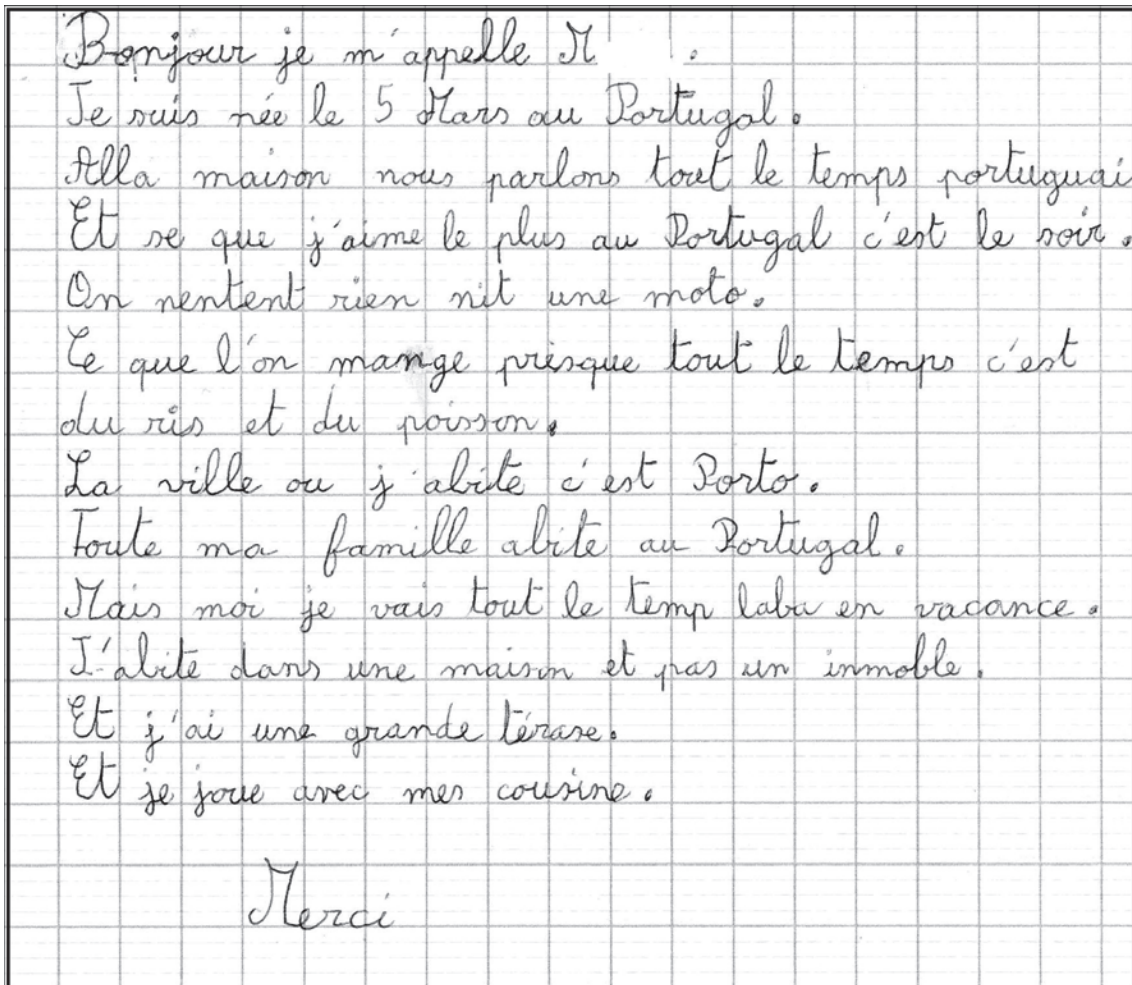 Bonjour je m'appelle M .
Je suis née le 5 Mars au Portugal.
Alla maison nous parlons tout le temps portuguai
Et se que j'aime le plus au Portugal c'est le soir.
On nentent rien nit une moto.
Ce que l'on mange presque tout le temps c'est
du ris et du poisson.
La ville ou j'abite c'est Porto.
Toute ma famille abite au Portugal.
Mais moi je vais tout le temp laba en vacance.
J'abite dans une maison et pas un inmoble.
Et j'ai une grande térase.
Et je joue avec mes cousine.
Merci